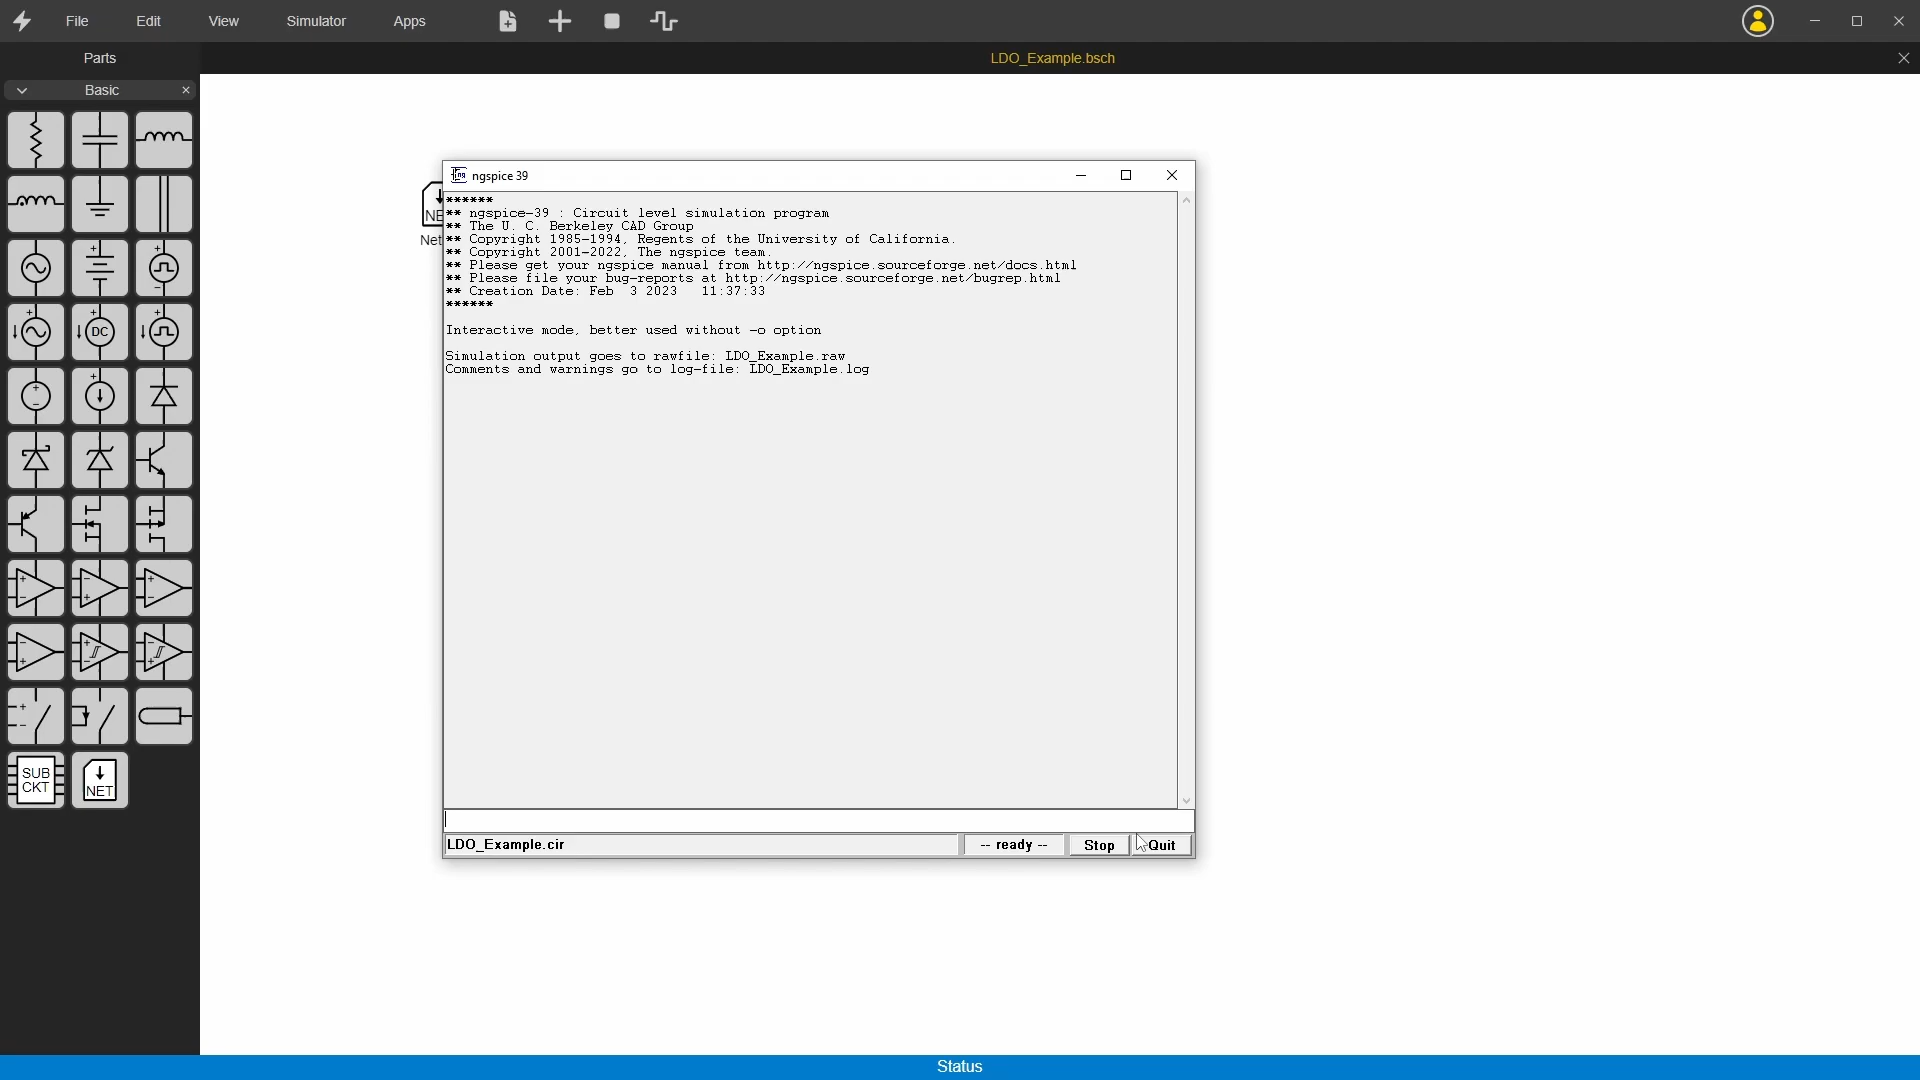 File Edit View Simulator Apps
Parts
LDO_Example.bsch
Basic
DC
SUB
CKT
NET
NE
Net
ng
ngspice 39
******
** ngspice-39 : Circuit level simulation program
** The U. C. Berkeley CAD Group
** Copyright 1985-1994, Regents of the University of California.
** Copyright 2001-2022, The ngspice team.
** Please get your ngspice manual from http://ngspice.sourceforge.net/docs.html
** Please file your bug-reports at http://ngspice.sourceforge.net/bugrep.html
** Creation Date: Feb  3 2023   11:37:33
******
Interactive mode, better used without -o option
Simulation output goes to rawfile: LDO_Example.raw
Comments and warnings go to log-file: LDO_Example.log
LDO_Example.cir
-- ready --
Stop
Quit
Status